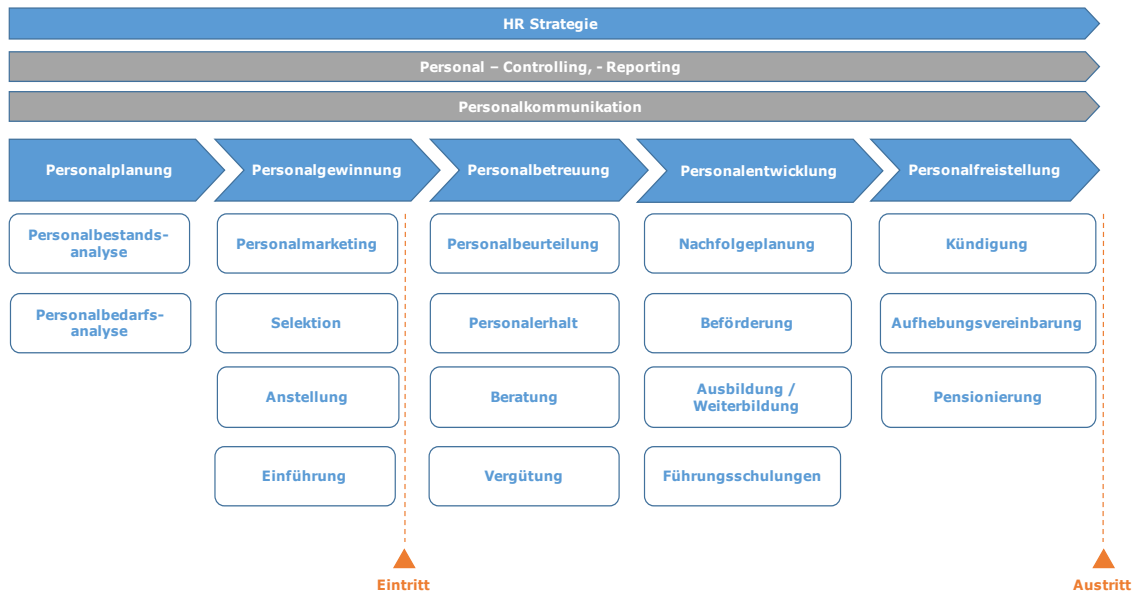 HR Strategie
Personal – Controlling, - Reporting
Personalkommunikation
Personalplanung
Personalgewinnung
Personalbetreuung
Personalentwicklung
Personalfreistellung
Personalbestands-
analyse
Personalmarketing
Personalbeurteilung
Nachfolgeplanung
Kündigung
Personalbedarfs-
analyse
Selektion
Personalerhalt
Beförderung
Aufhebungsvereinbarung
Anstellung
Beratung
Ausbildung /
Weiterbildung
Pensionierung
Einführung
Vergütung
Führungsschulungen
Eintritt
Austritt